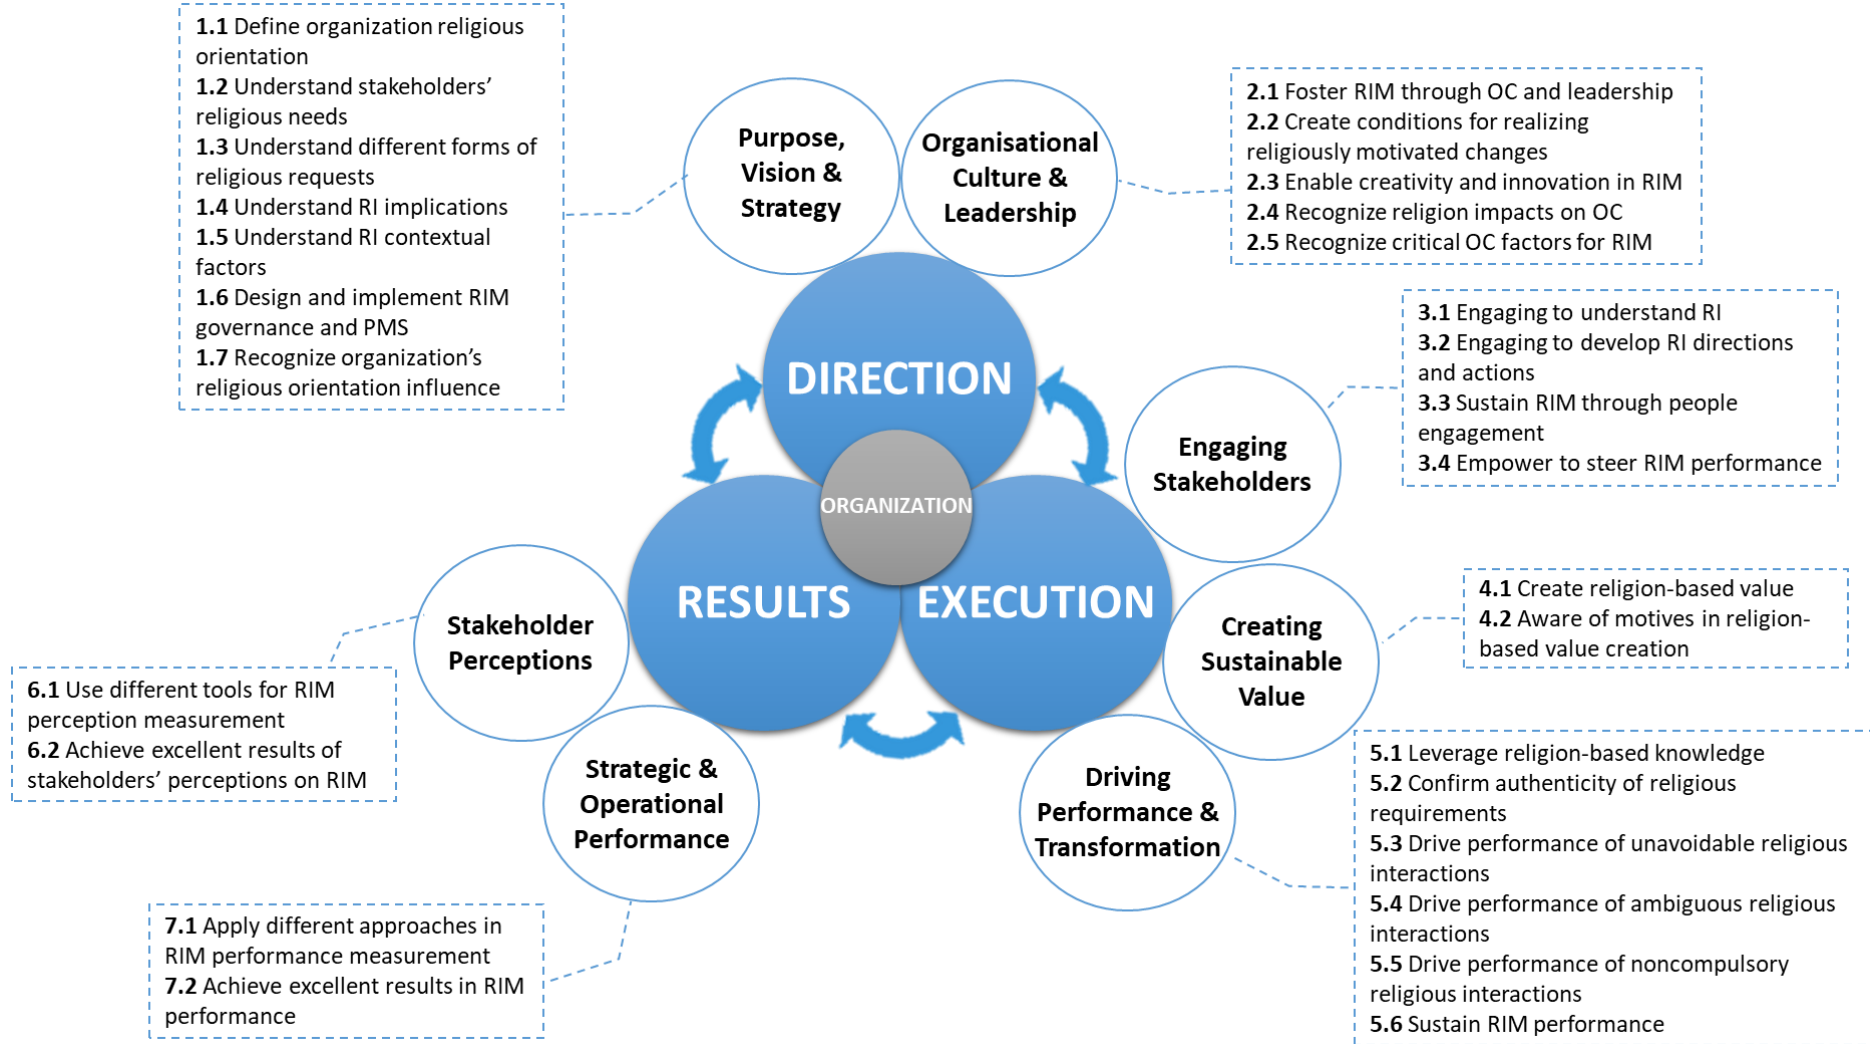 1.1 Define organization religious
orientation
1.2 Understand stakeholders’
religious needs
1.3 Understand different forms of
religious requests
1.4 Understand RI implications
1.5 Understand RI contextual
factors
1.6 Design and implement RIM
governance and PMS
1.7 Recognize organization’s
religious orientation influence
Purpose,
Vision &
Strategy
Organisational
Culture &
Leadership
2.1 Foster RIM through OC and leadership
2.2 Create conditions for realizing
religiously motivated changes
2.3 Enable creativity and innovation in RIM
2.4 Recognize religion impacts on OC
2.5 Recognize critical OC factors for RIM
DIRECTION
Engaging
Stakeholders
3.1 Engaging to understand RI
3.2 Engaging to develop RI directions
and actions
3.3 Sustain RIM through people
engagement
3.4 Empower to steer RIM performance
ORGANIZATION
RESULTS
EXECUTION
Creating
Sustainable
Value
4.1 Create religion-based value
4.2 Aware of motives in religion-
based value creation
Stakeholder
Perceptions
6.1 Use different tools for RIM
perception measurement
6.2 Achieve excellent results of
stakeholders’ perceptions on RIM
Strategic &
Operational
Performance
Driving
Performance &
Transformation
5.1 Leverage religion-based knowledge
5.2 Confirm authenticity of religious
requirements
5.3 Drive performance of unavoidable religious
interactions
5.4 Drive performance of ambiguous religious
interactions
5.5 Drive performance of noncompulsory
religious interactions
5.6 Sustain RIM performance
7.1 Apply different approaches in
RIM performance measurement
7.2 Achieve excellent results in RIM
performance